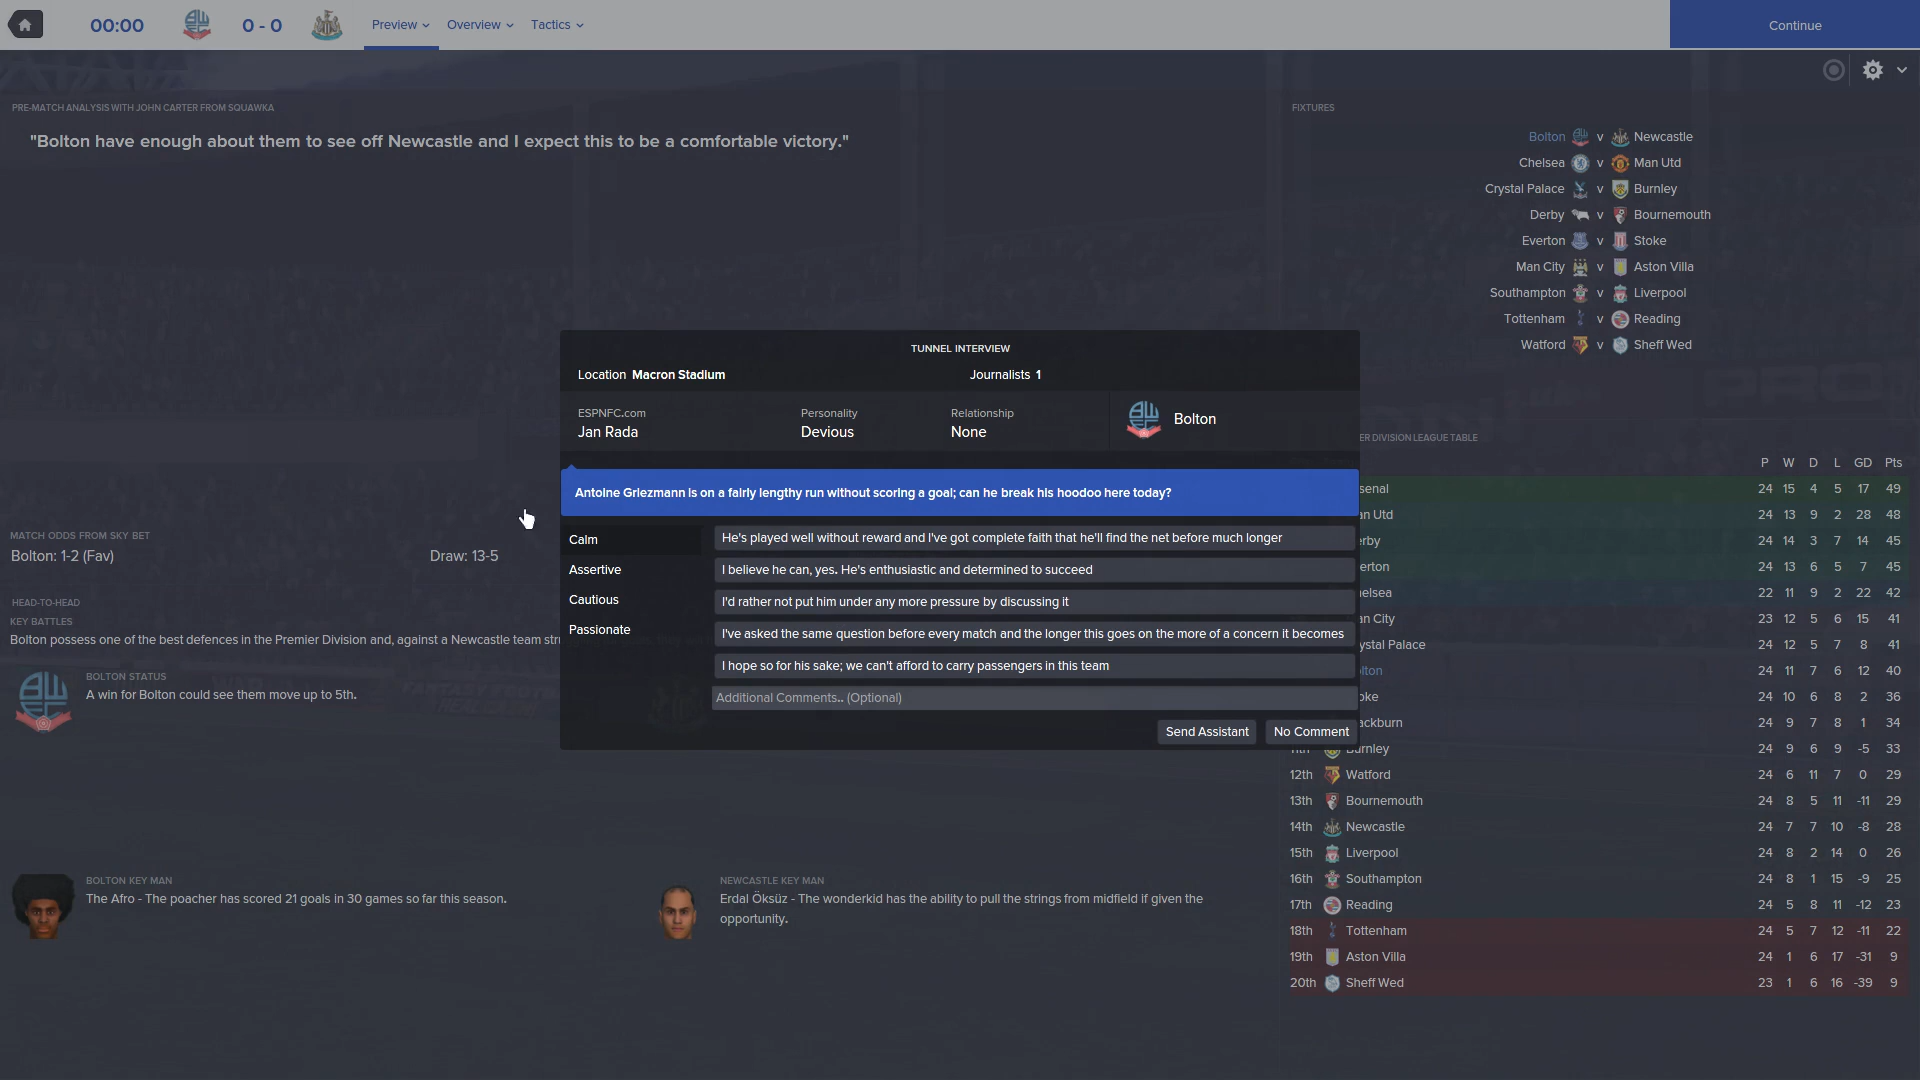 00:00
0 - 0
Preview
Overview
Tactics
Continue
PRE-MATCH ANALYSIS WITH JOHN CARTER FROM SQUAWKA
"Bolton have enough about them to see off Newcastle and I expect this to be a comfortable victory."
FIXTURES
Bolton v Newcastle
Chelsea v Man Utd
Crystal Palace v Burnley
Derby v Bournemouth
Everton v Stoke
Man City v Aston Villa
Southampton v Liverpool
Tottenham v Reading
Watford v Sheff Wed
TUNNEL INTERVIEW
Location Macron Stadium
Journalists 1
ESPNFC.com
Jan Rada
Personality
Devious
Relationship
None
Bolton
Antoine Griezmann is on a fairly lengthy run without scoring a goal; can he break his hoodoo here today?
Calm
Assertive
Cautious
Passionate
He's played well without reward and I've got complete faith that he'll find the net before much longer
I believe he can, yes. He's enthusiastic and determined to succeed
I'd rather not put him under any more pressure by discussing it
I've asked the same question before every match and the longer this goes on the more of a concern it becomes
I hope so for his sake; we can't afford to carry passengers in this team
Additional Comments.. (Optional)
Send Assistant
No Comment
MATCH ODDS FROM SKY BET
Bolton: 1-2 (Fav)
Draw: 13-5
HEAD-TO-HEAD
KEY BATTLES
Bolton possess one of the best defences in the Premier Division and, against a Newcastle team
BOLTON STATUS
A win for Bolton could see them move up to 5th.
BOLTON KEY MAN
The Afro - The poacher has scored 21 goals in 30 games so far this season.
NEWCASTLE KEY MAN
Erdal Öksüz - The wonderkid has the ability to pull the strings from midfield if given the
opportunity.
DIVISION LEAGUE TABLE
P W D L GD Pts
senal 24 15 4 5 17 49
n Utd 24 13 9 2 28 48
rby 24 14 3 7 14 45
erton 24 13 6 5 7 45
elsea 22 11 9 2 22 42
n City 23 12 5 6 15 41
ystal Palace 24 12 5 7 8 41
lton 24 11 7 6 12 40
oke 24 10 6 8 2 36
ackburn 24 9 7 8 1 34
11th Burnley 24 9 6 9 -5 33
12th Watford 24 6 11 7 0 29
13th Bournemouth 24 8 5 11 -11 29
14th Newcastle 24 7 7 10 -8 28
15th Liverpool 24 8 2 14 0 26
16th Southampton 24 8 1 15 -9 25
17th Reading 24 5 8 11 -12 23
18th Tottenham 24 5 7 12 -11 22
19th Aston Villa 24 1 6 17 -31 9
20th Sheff Wed 23 1 6 16 -39 9